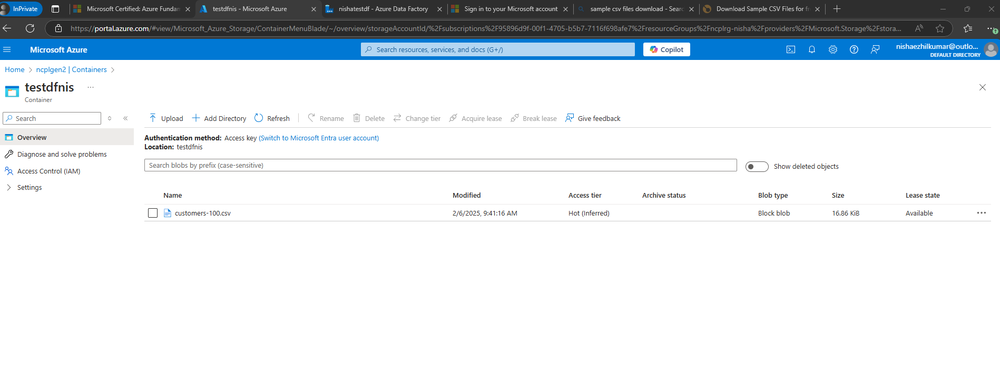 InPrivate
Microsoft Certified: Azure Fundan
testdfnis - Microsoft Azure
nishatestdf - Azure Data Factory
Sign in to your Microsoft account
sample csv files download - Searc
Download Sample CSV Files for fr
https://portal.azure.com/#view/Microsoft_Azure_Storage/ContainerMenuBlade/~/overview/storageAccountId/%2Fsubscriptions%2F95896d9f-00f1-4705-b5b7-7116f698afe7%2FresourceGroups%2Fncplrg-nisha%2Fproviders%2FMicrosoft.Storage%2Fstora...
Microsoft Azure
Search resources, services, and docs (G+/)
Copilot
nishaezhilkumar@outlo...
DEFAULT DIRECTORY
Home > ncplgen2 | Containers >
testdfnis ...
Container
Search
Upload Add Directory Refresh Rename Delete Change tier Acquire lease Break lease Give feedback
Overview
Diagnose and solve problems
Access Control (IAM)
Settings
Authentication method: Access key (Switch to Microsoft Entra user account)
Location: testdfnis
Search blobs by prefix (case-sensitive)
Show deleted objects
Name Modified Access tier Archive status Blob type Size Lease state
customers-100.csv 2/6/2025, 9:41:16 AM Hot (Inferred) Block blob 16.86 KiB Available ...